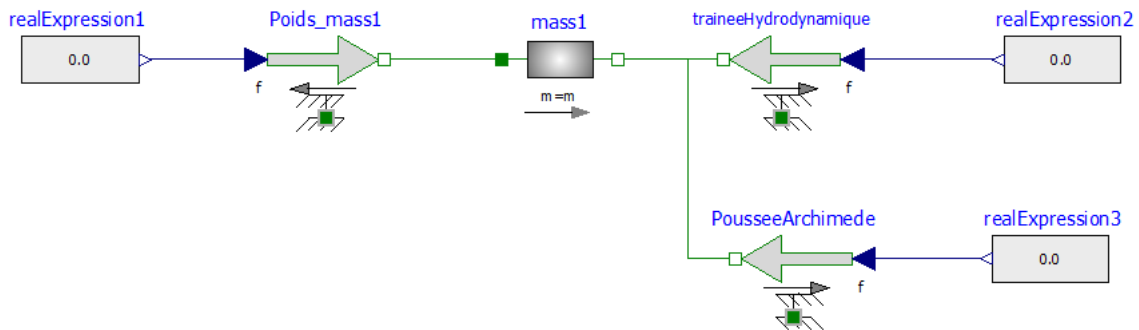 realExpression1
Poids_mass1
mass1
traineeHydrodynamique
realExpression2
0.0
f
m =m
f
0.0
PousseeArchimede
realExpression3
f
0.0